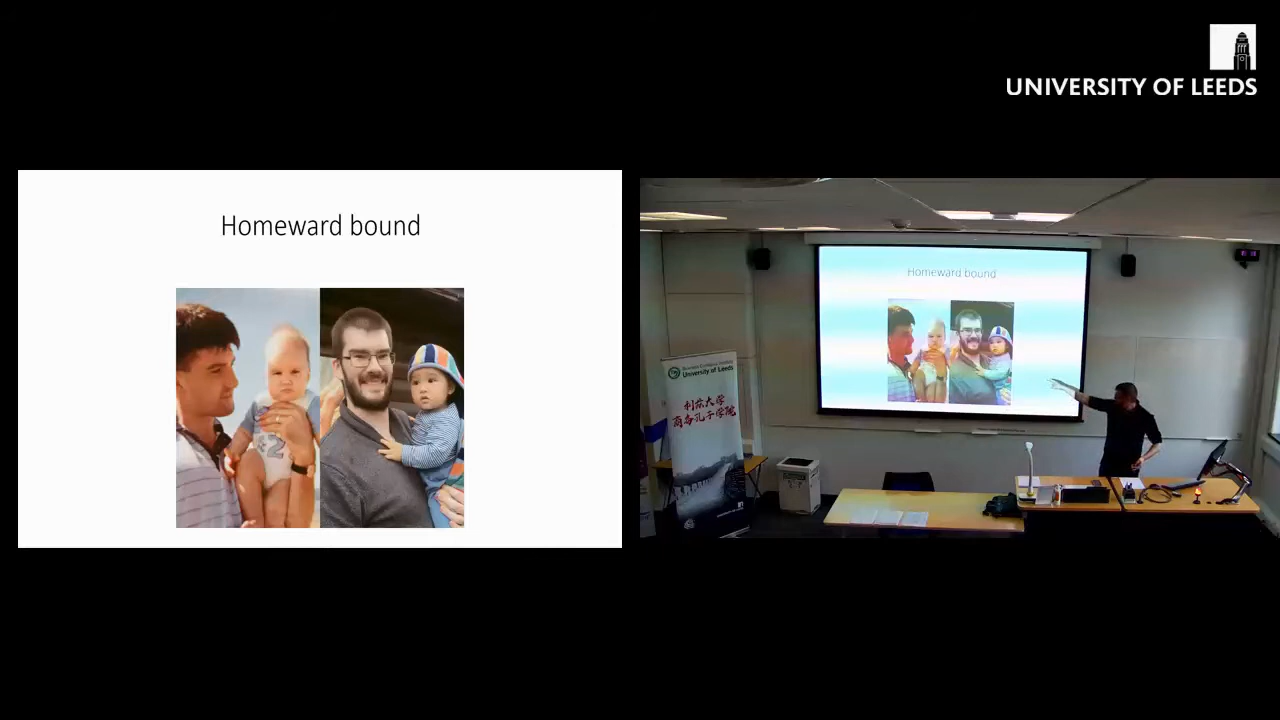 UNIVERSITY OF LEEDS
Homeward bound
Homeward bound
University of Leeds
利兹大学
商务孔子学院